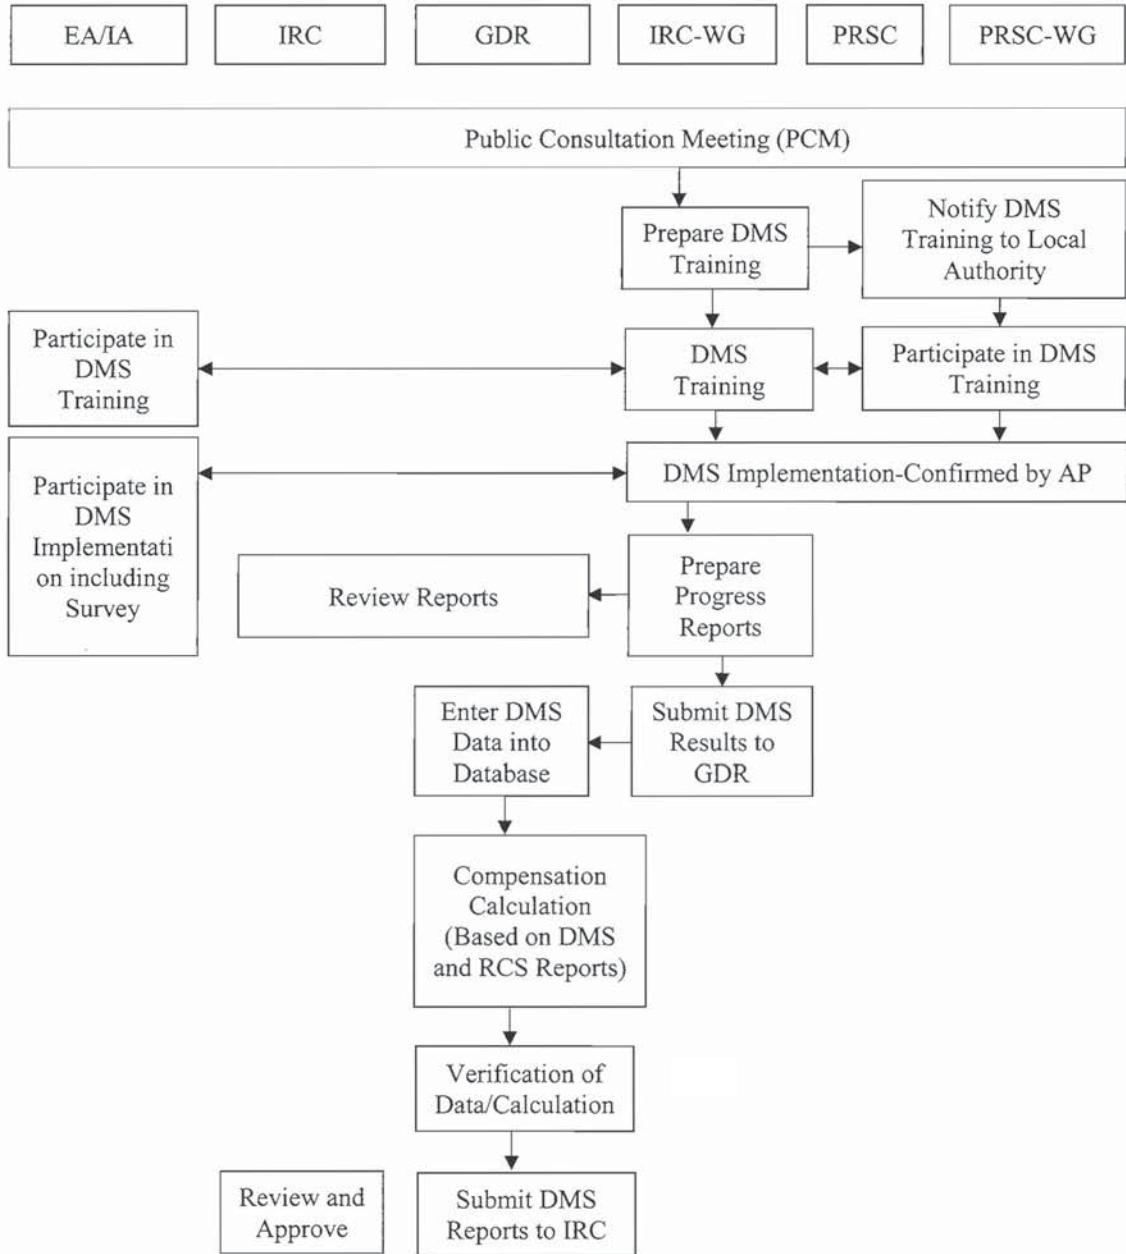 EA/IA
IRC
GDR
IRC-WG
PRSC
PRSC-WG
Public Consultation Meeting (PCM)
Prepare DMS
Training
Notify DMS
Training to Local
Authority
Participate in
DMS
Training
DMS
Training
Participate in DMS
Training
Participate in
DMS
Implementati
on including
Survey
DMS Implementation-Confirmed by AP
Review Reports
Prepare
Progress
Reports
Enter DMS
Data into
Database
Submit DMS
Results to
GDR
Compensation
Calculation
(Based on DMS
and RCS Reports)
Verification of
Data/Calculation
Review and
Approve
Submit DMS
Reports to IRC